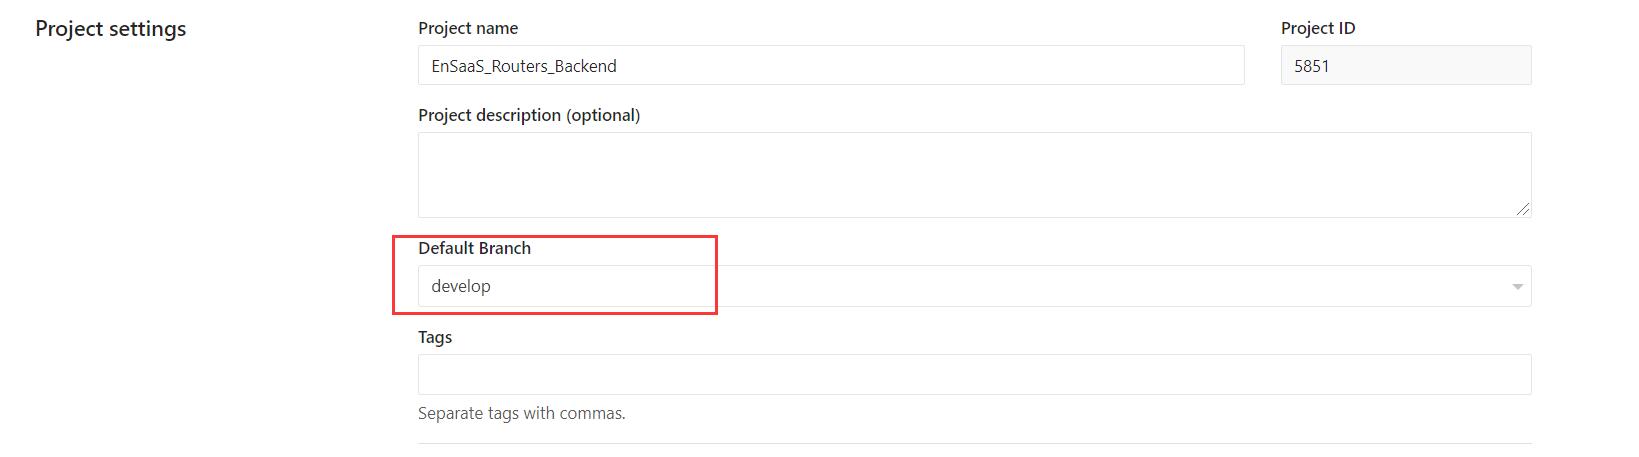 Project settings
Project name
Project ID
EnSaaS_Routers_Backend
5851
Project description (optional)
Default Branch
develop
Tags
Separate tags with commas.